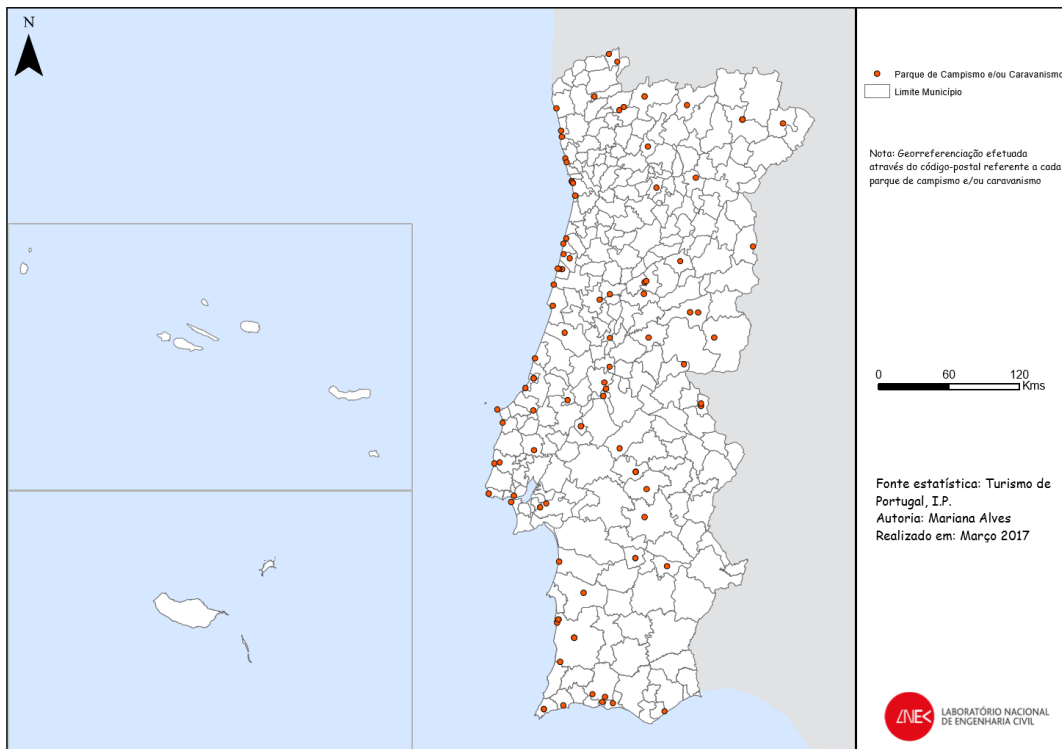 N
Parque de Campismo e/ou Caravanismo
Limite Município
Nota: Georreferenciação efetuada
através do código-postal referente a cada
parque de campismo e/ou caravanismo
0 60 120
Kms
Fonte estatística: Turismo de
Portugal, I.P.
Autoria: Mariana Alves
Realizado em: Março 2017
LNEC
LABORATÓRIO NACIONAL
DE ENGENHARIA CIVIL